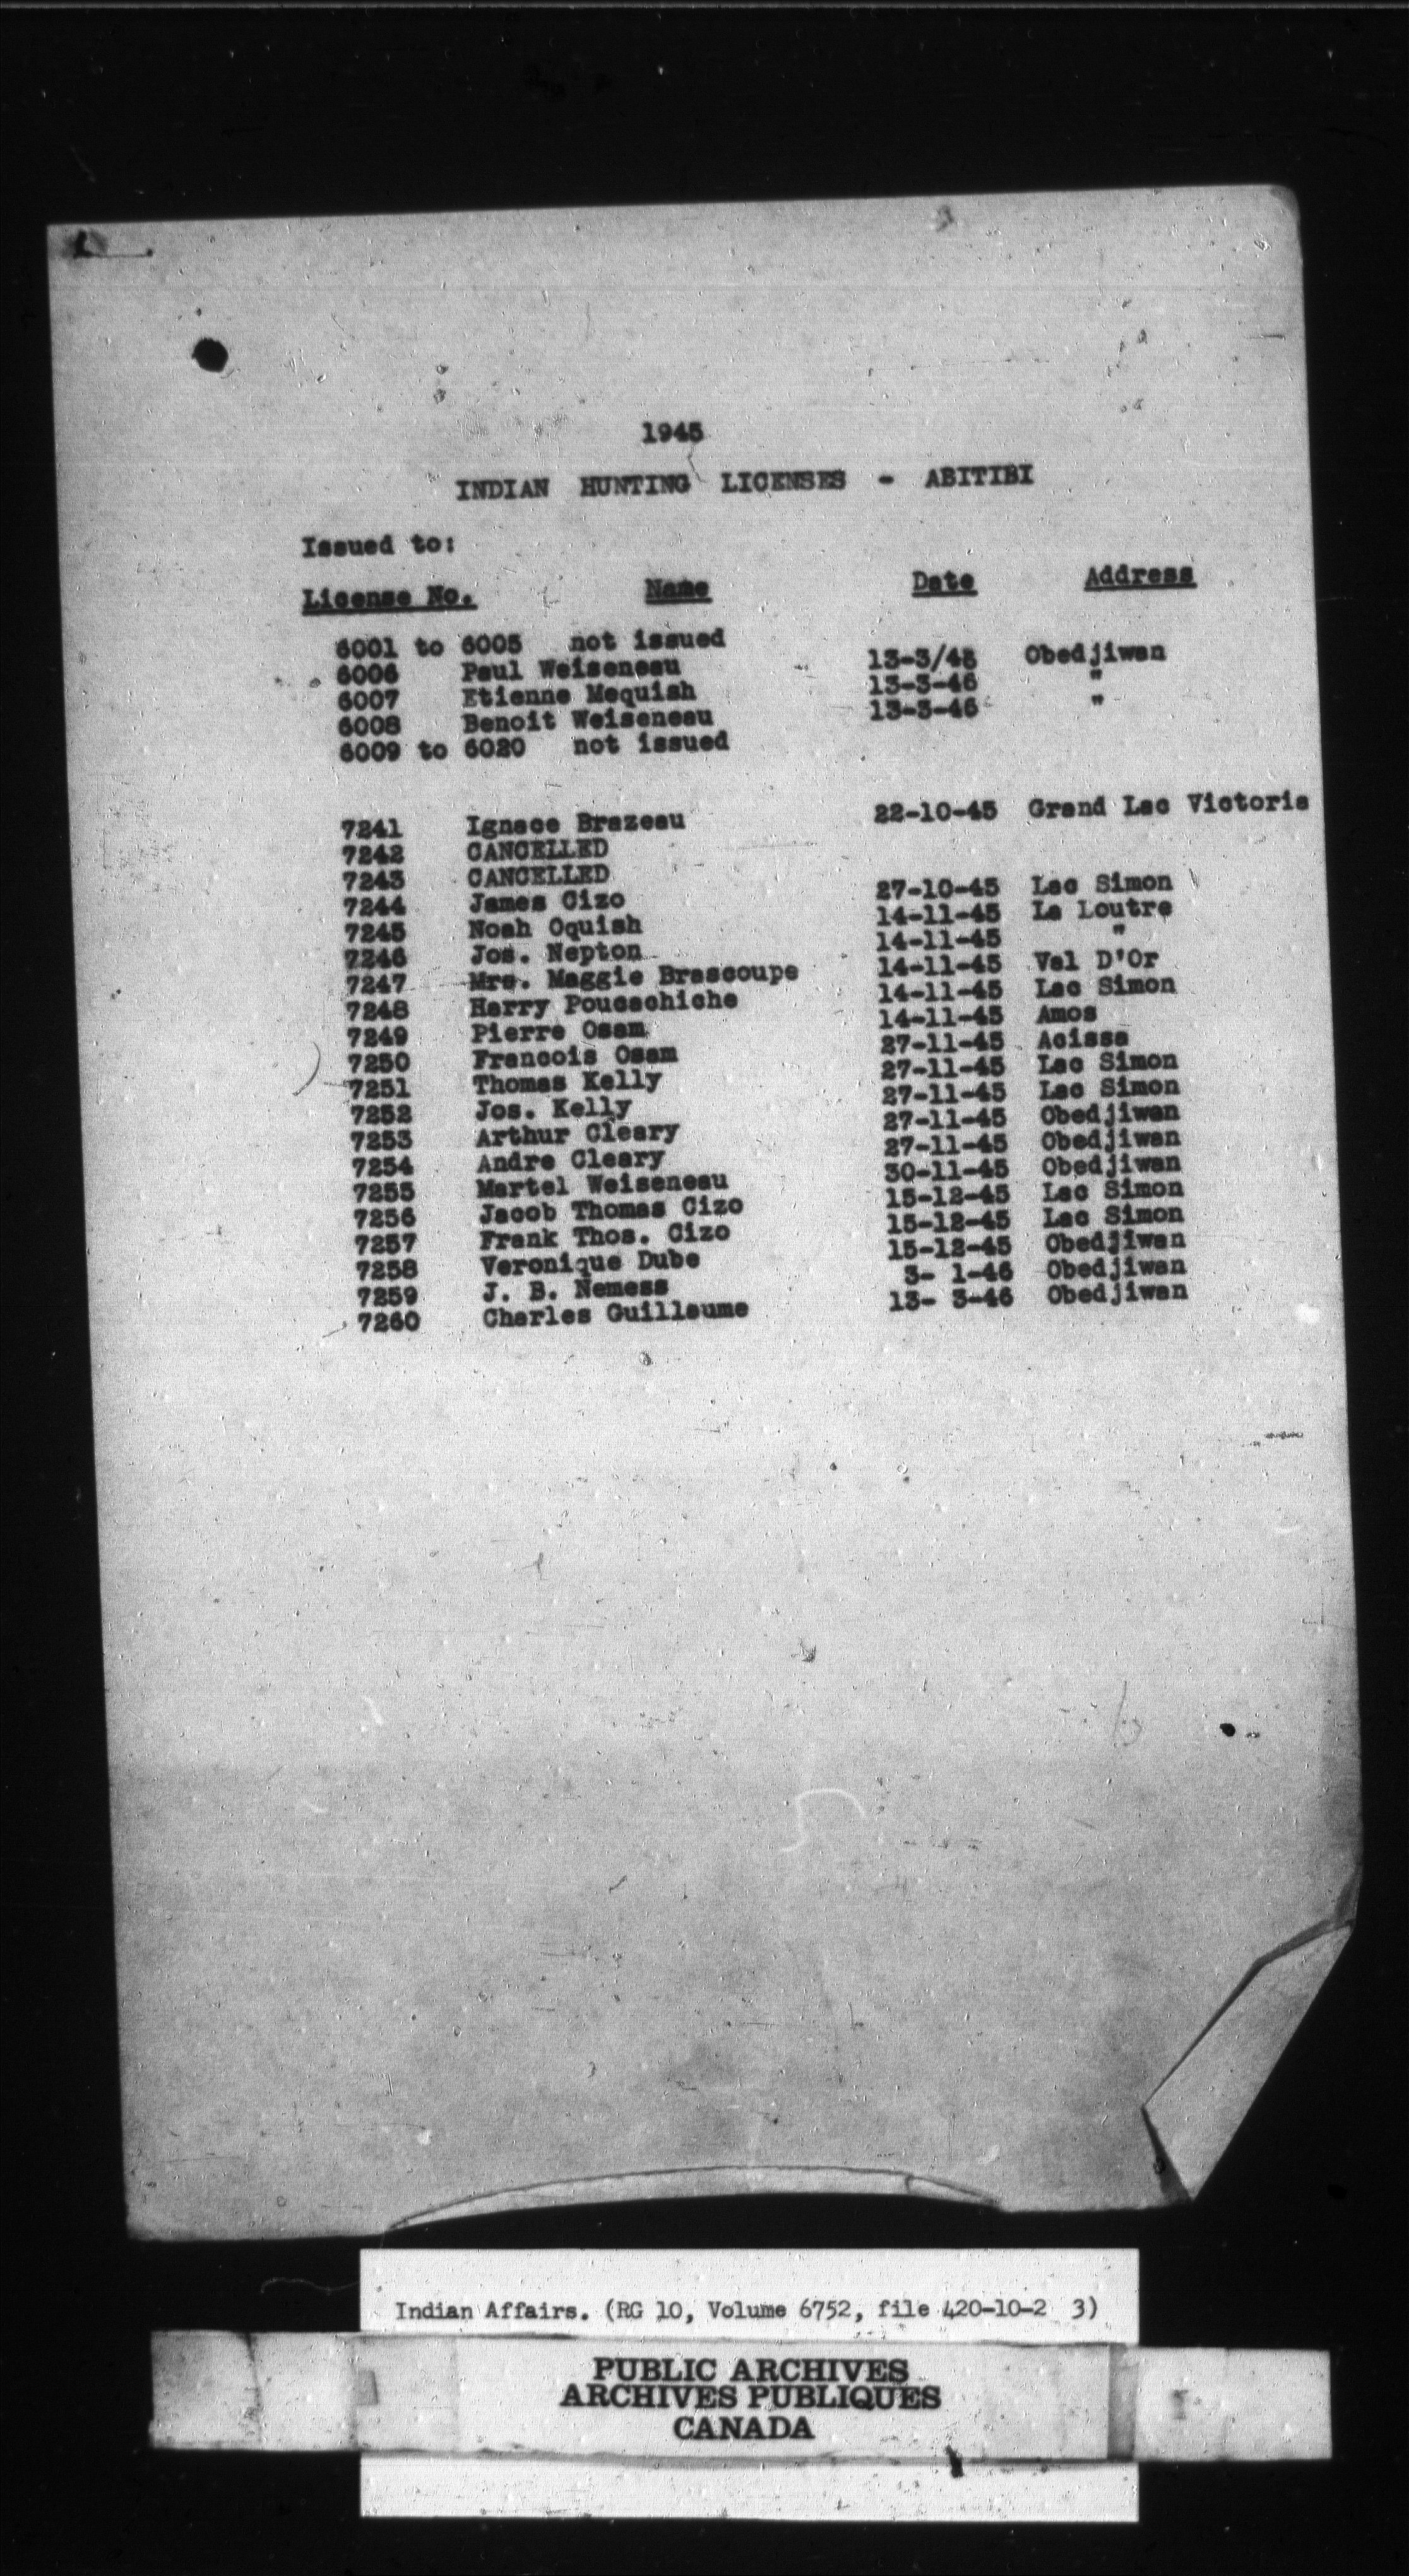 1945
INDIAN HUNTING LICENSES - ABITIBI
Issued to:
License No. Name Date Address
6001 to 6005 not issued
6006 Paul Weiseneau 13-3/46 Obedjiwan
6007 Etienne Mequish 13-3-46 "
6008 Benoit Weiseneau 13-3-46 "
6009 to 6020 not issued
7241 Ignace Brazeau 22-10-45 Grand Lac Victoria
7242 CANCELLED
7243 CANCELLED
7244 James Cizo 27-10-45 Lac Simon
7245 Noah Oquish 14-11-45 La Loutre
7246 Jos. Nepton 14-11-45 "
7247 Mrs. Maggie Brascoupe 14-11-45 Val D'Or
7248 Harry Poucachiche 14-11-45 Lac Simon
7249 Pierre Osam 14-11-45 Amos
7250 Francois Osam 27-11-45 Acissa
7251 Thomas Kelly 27-11-45 Lac Simon
7252 Jos. Kelly 27-11-45 Lac Simon
7253 Arthur Cleary 27-11-45 Obedjiwan
7254 Andre Cleary 27-11-45 Obedjiwan
7255 Martel Weiseneau 30-11-45 Obedjiwan
7256 Jacob Thomas Cizo 15-12-45 Lac Simon
7257 Frank Thos. Cizo 15-12-45 Lac Simon
7258 Veronique Dube 15-12-45 Obedjiwan
7259 J. B. Nemess 3- 1-46 Obedjiwan
7260 Charles Guillaume 13- 3-46 Obedjiwan
Indian Affairs. (RG 10, Volume 6752, file 420-10-2 3)
PUBLIC ARCHIVES
ARCHIVES PUBLIQUES
CANADA